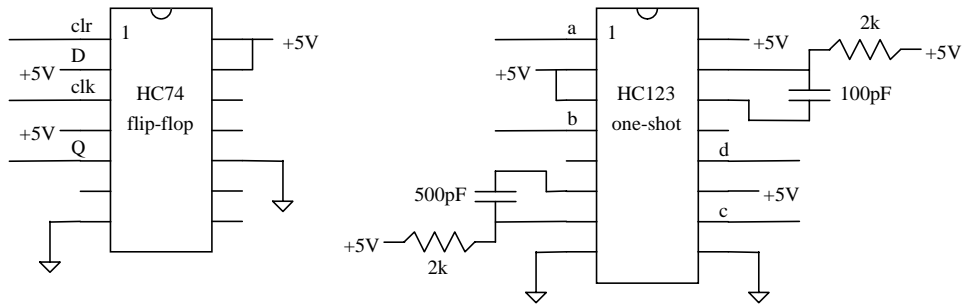 clr
1
+5V
D
+5V
clk
HC74
flip-flop
+5V
Q
a
1
+5V
2k
+5V
+5V
HC123
100pF
b
one-shot
d
500pF
+5V
c
+5V
2k